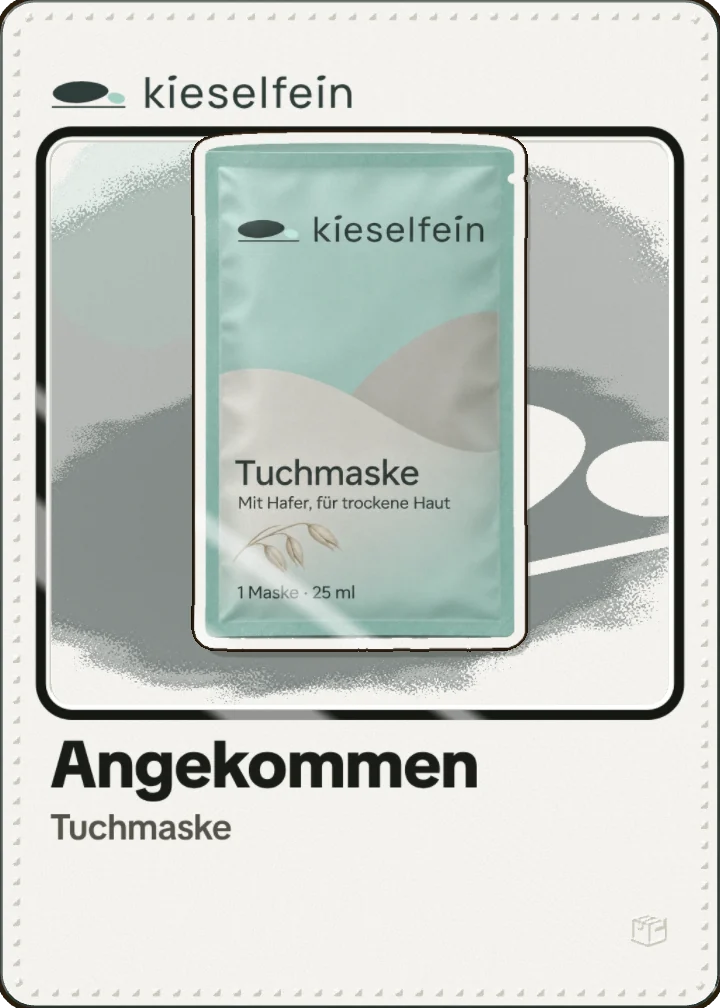 kieselfein
kieselfein
Tuchmaske
Mit Hafer, für trockene Haut
1 Maske · 25 ml
Angekommen
Tuchmaske